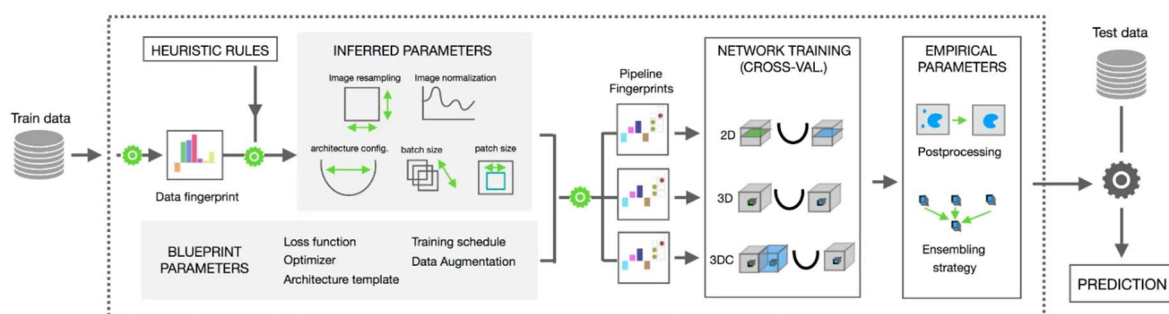 Train data
HEURISTIC RULES
Data fingerprint
INFERRED PARAMETERS
Image resampling
Image normalization
architecture config.
batch size
patch size
BLUEPRINT
PARAMETERS
Loss function
Optimizer
Architecture template
Training schedule
Data Augmentation
Pipeline
Fingerprints
NETWORK TRAINING
(CROSS-VAL.)
2D
3D
3DC
EMPIRICAL
PARAMETERS
Postprocessing
Ensembling
strategy
Test data
PREDICTION